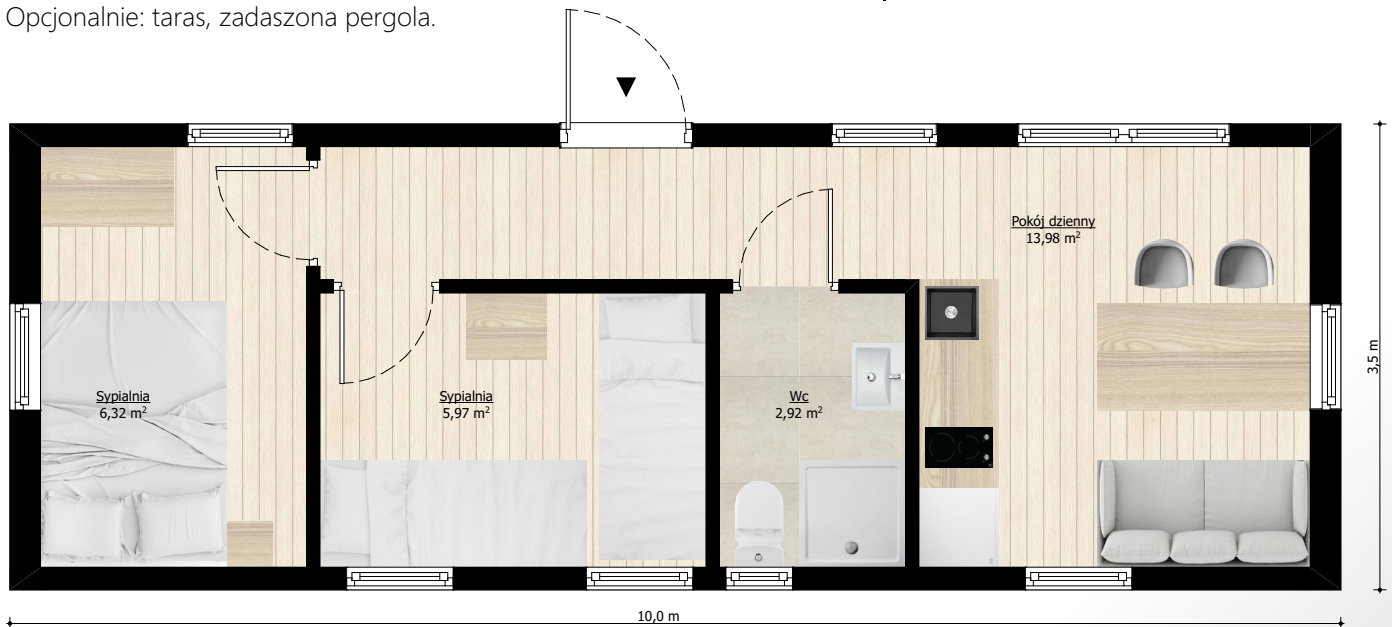 Opcjonalnie: taras, zadaszona pergola.
Pokój dzienny
13,98 m²
Sypialnia
6,32 m²
Sypialnia
5,97 m²
Wc
2,92 m²
3,5 m
10,0 m